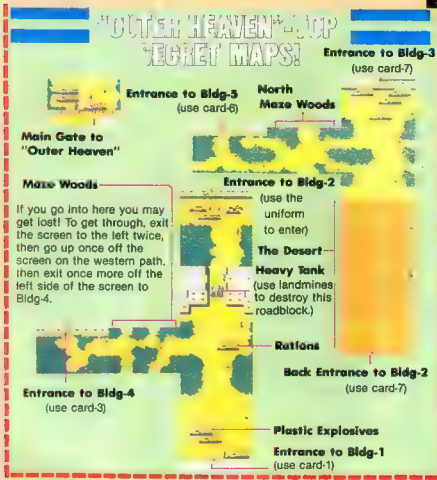 "OUTER HEAVEN"-TOP
SECRET MAPS!
Entrance to Bldg-3
(use card-7)
Entrance to Bldg-5
(use card-6)
North
Maze Woods
Main Gate to
"Outer Heaven"
Maze Woods
If you go into here you may
get lost! To get through, exit
the screen to the left twice,
then go up once off the
screen on the western path,
then exit once more off the
left side of the screen to
Bldg-4.
Entrance to Bldg-2
(use the
uniform
to enter)
The Desert
Heavy Tank
(use landmines
to destroy this
roadblock.)
Rations
Back Entrance to Bldg-2
(use card-7)
Entrance to Bldg-4
(use card-3)
Plastic Explosives
Entrance to Bldg-1
(use card-1)